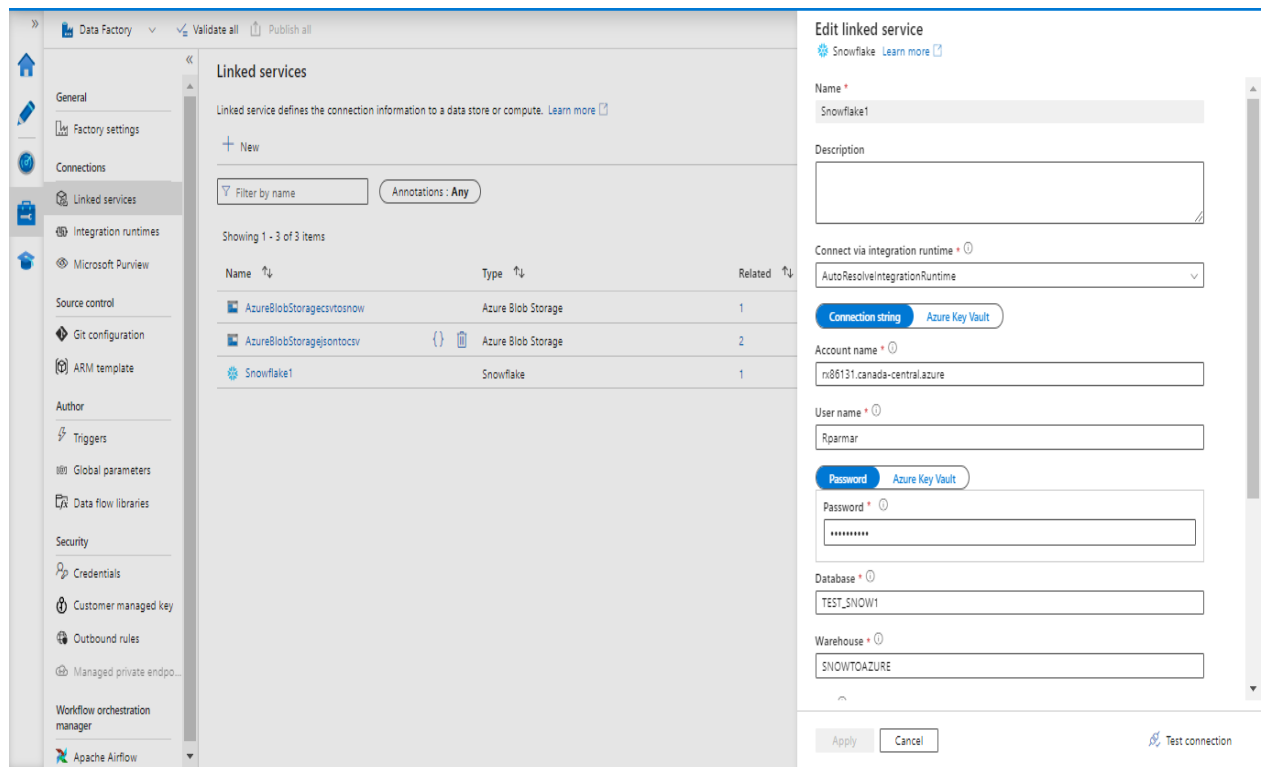 Data Factory
Validate all
Publish all
General
Factory settings
Connections
Linked services
Integration runtimes
Microsoft Purview
Source control
Git configuration
ARM template
Author
Triggers
Global parameters
Data flow libraries
Security
Credentials
Customer managed key
Outbound rules
Managed private endpo...
Workflow orchestration
manager
Apache Airflow
Linked services
Linked service defines the connection information to a data store or compute. Learn more
New
Filter by name
Annotations : Any
Showing 1 - 3 of 3 items
Name Type Related
AzureBlobStoragecsvtosnow Azure Blob Storage 1
AzureBlobStoragejsontocsv {} Azure Blob Storage 2
Snowflake1 Snowflake 1
Edit linked service
Snowflake Learn more
Name *
Snowflake1
Description
Connect via integration runtime *
AutoResolveIntegrationRuntime
Connection string Azure Key Vault
Account name *
rx86131.canada-central.azure
User name *
Rparmar
Password Azure Key Vault
Password *
••••••••••
Database *
TEST_SNOW1
Warehouse *
SNOWTOAZURE
Apply
Cancel
Test connection